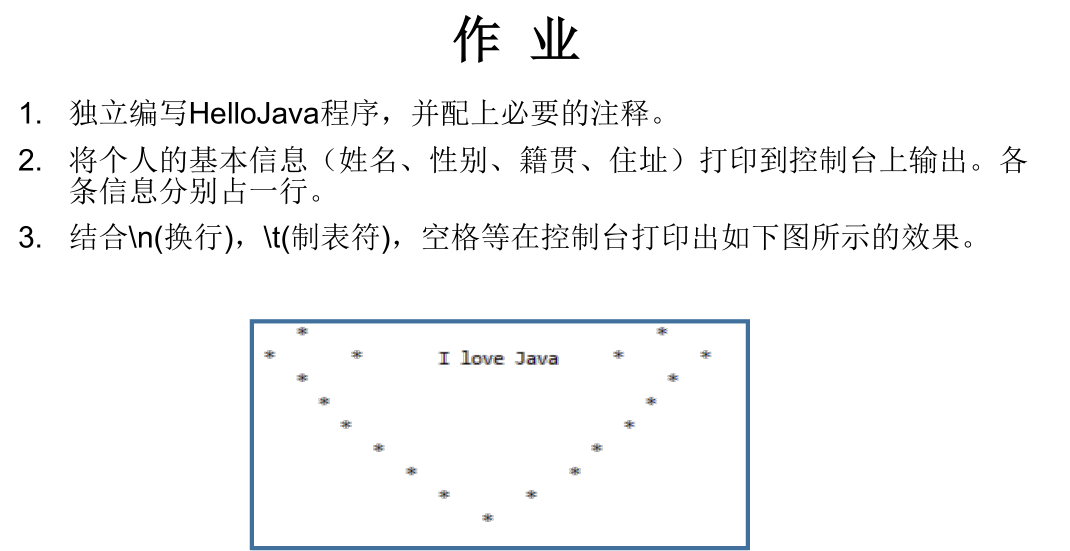 作 业
1. 独立编写HelloJava程序，并配上必要的注释。
2. 将个人的基本信息（姓名、性别、籍贯、住址）打印到控制台上输出。各
条信息分别占一行。
3. 结合\n(换行)，\t(制表符)，空格等在控制台打印出如下图所示的效果。
* *
* * I love Java * *
* *
* *
* *
* *
* *
* *
*